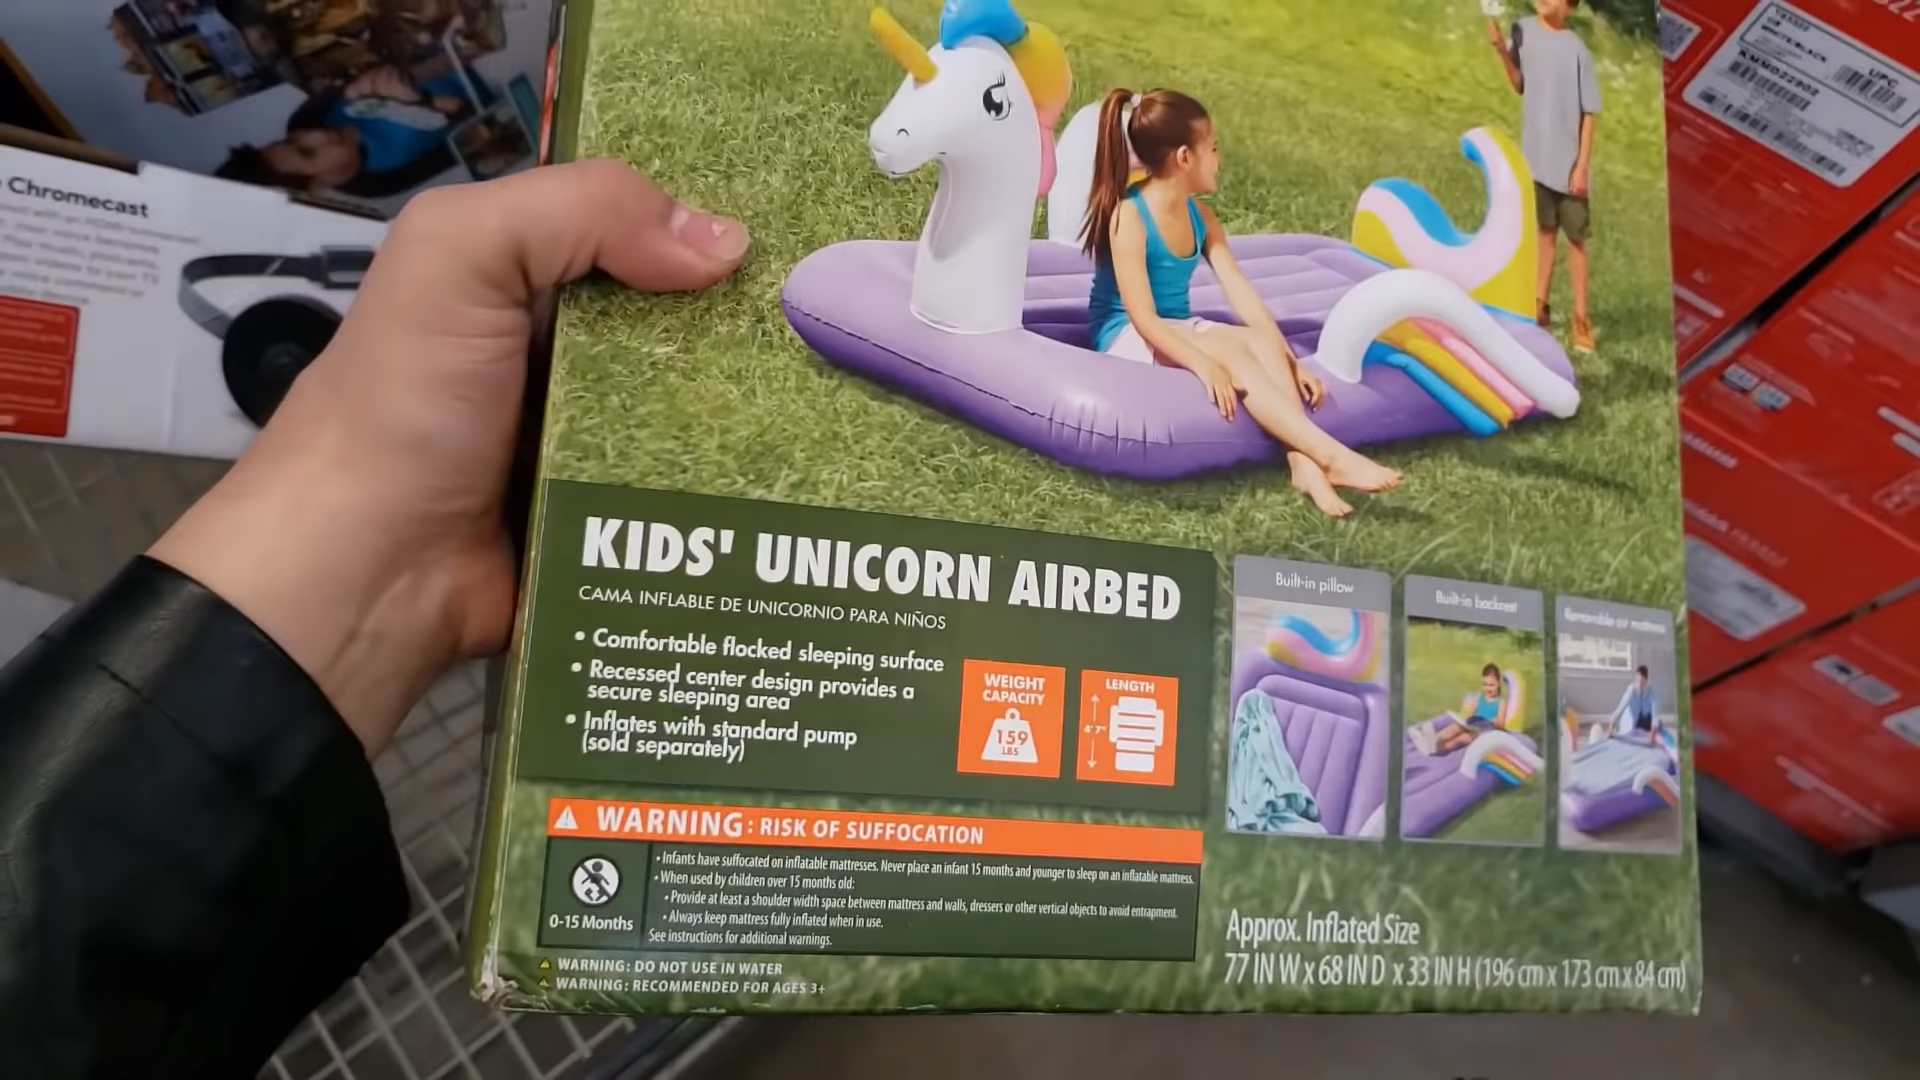 Chromecast
UPC
KIDS' UNICORN AIRBED
CAMA INFLABLE DE UNICORNIO PARA NIÑOS
• Comfortable flocked sleeping surface
• Recessed center design provides a
secure sleeping area
• Inflates with standard pump
(sold separately)
WEIGHT
CAPACITY
159
LBS
LENGTH
4'7"
Built-in pillow
Built-in backrest
Removable air mattress
WARNING: RISK OF SUFFOCATION
0-15 Months
• Infants have suffocated on inflatable mattresses. Never place an infant 15 months and younger to sleep on an inflatable mattress.
• When used by children over 15 months old:
• Provide at least a shoulder width space between mattress and walls, dressers or other vertical objects to avoid entrapment.
• Always keep mattress fully inflated when in use.
See instructions for additional warnings.
WARNING: DO NOT USE IN WATER
WARNING: RECOMMENDED FOR AGES 3+
Approx. Inflated Size
77 IN W x 68 IN D x 33 IN H (196 cm x 173 cm x 84 cm)